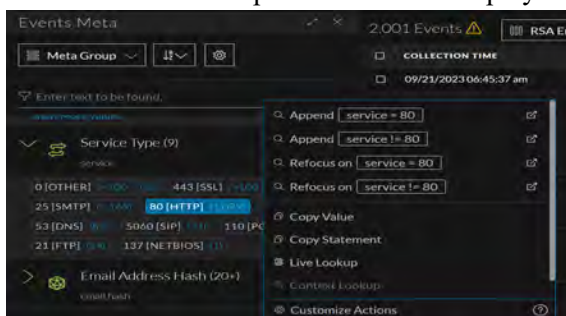 Events Meta
2,001 Events
RSA E
Meta Group
COLLECTION TIME
09/21/2023 06:45:37 am
Enter text to be found.
Append service = 80
Append service != 80
Refocus on service = 80
Refocus on service != 80
Copy Value
Copy Statement
Live Lookup
Context Lookup
Customize Actions
Service Type (9)
service
0 [OTHER]
443 [SSL]
25 [SMTP]
80 [HTTP]
53 [DNS]
5060 [SIP]
110 [PO
21 [FTP]
137 [NETBIOS]
Email Address Hash (20+)
email.hash